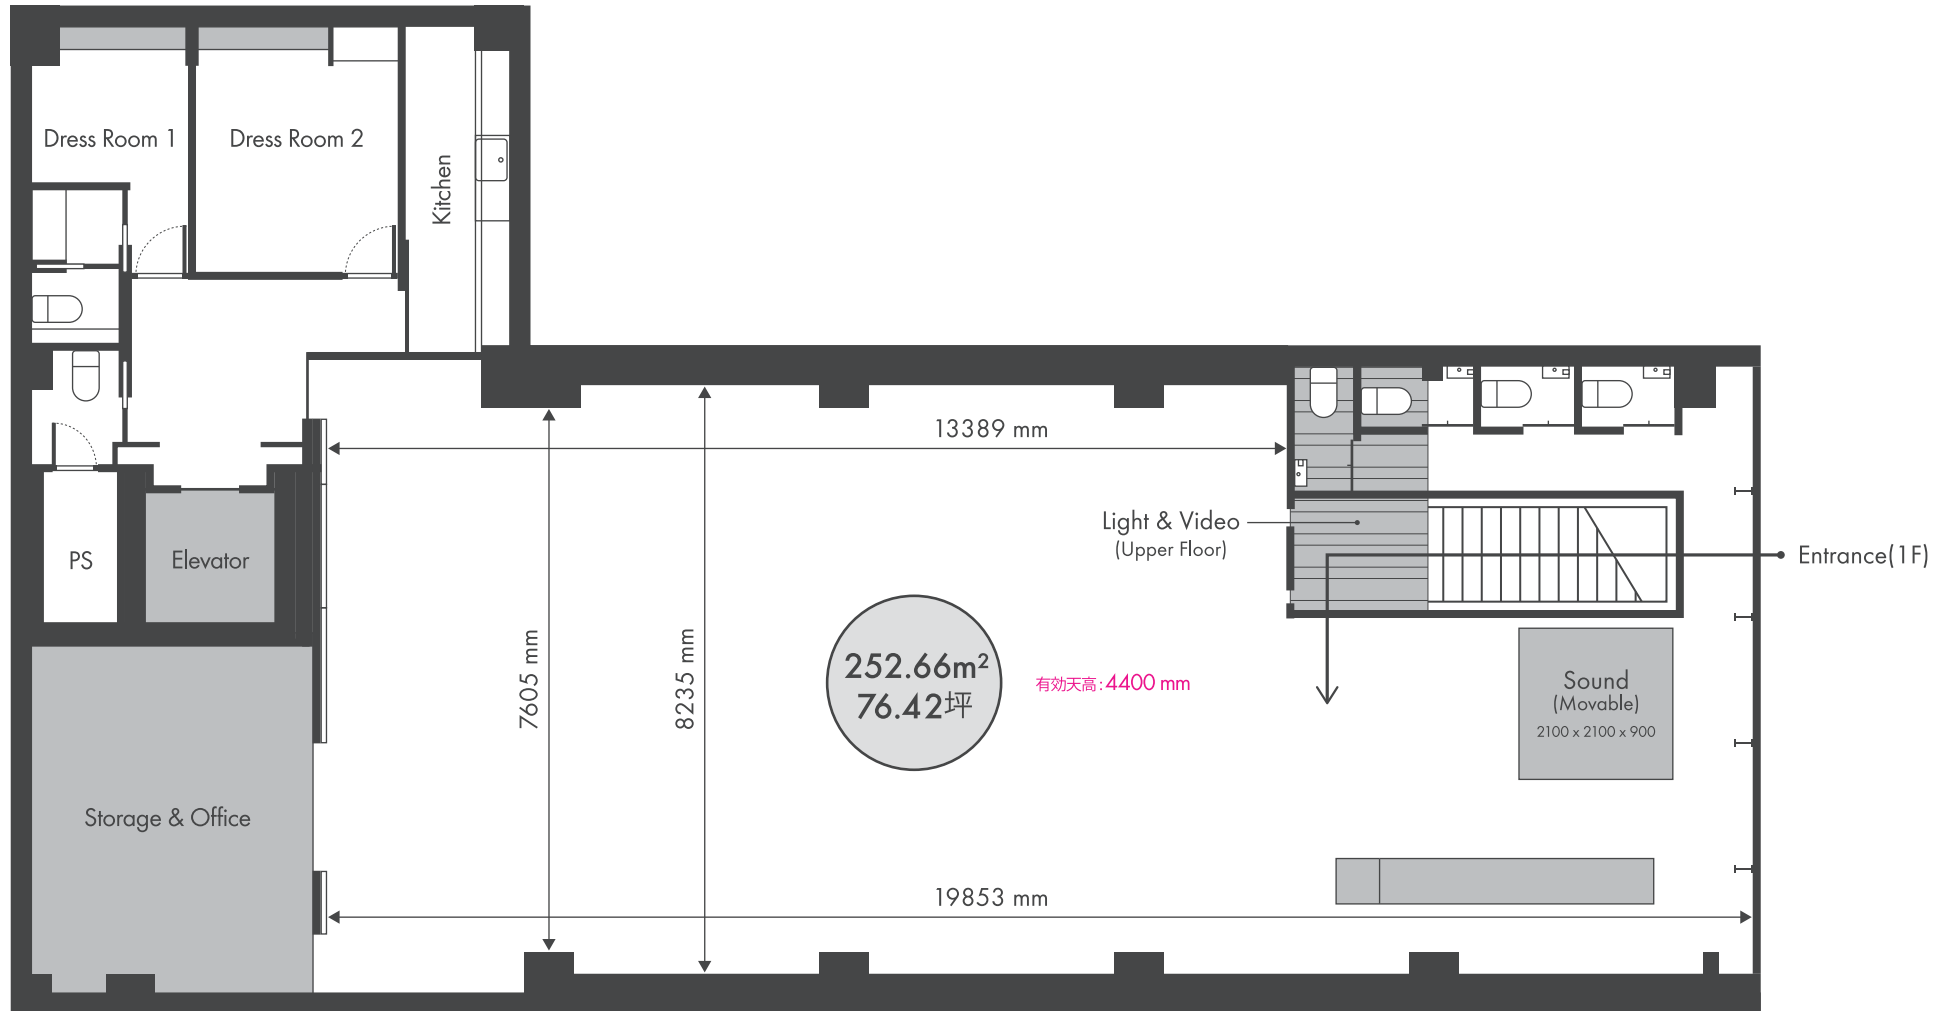 Dress Room 1
Dress Room 2
Kitchen
13389 mm
Light & Video
(Upper Floor)
Entrance(1F)
PS
Elevator
7605 mm
8235 mm
252.66m²
76.42坪
有効天高:4400 mm
Sound
(Movable)
2100 x 2100 x 900
Storage & Office
19853 mm